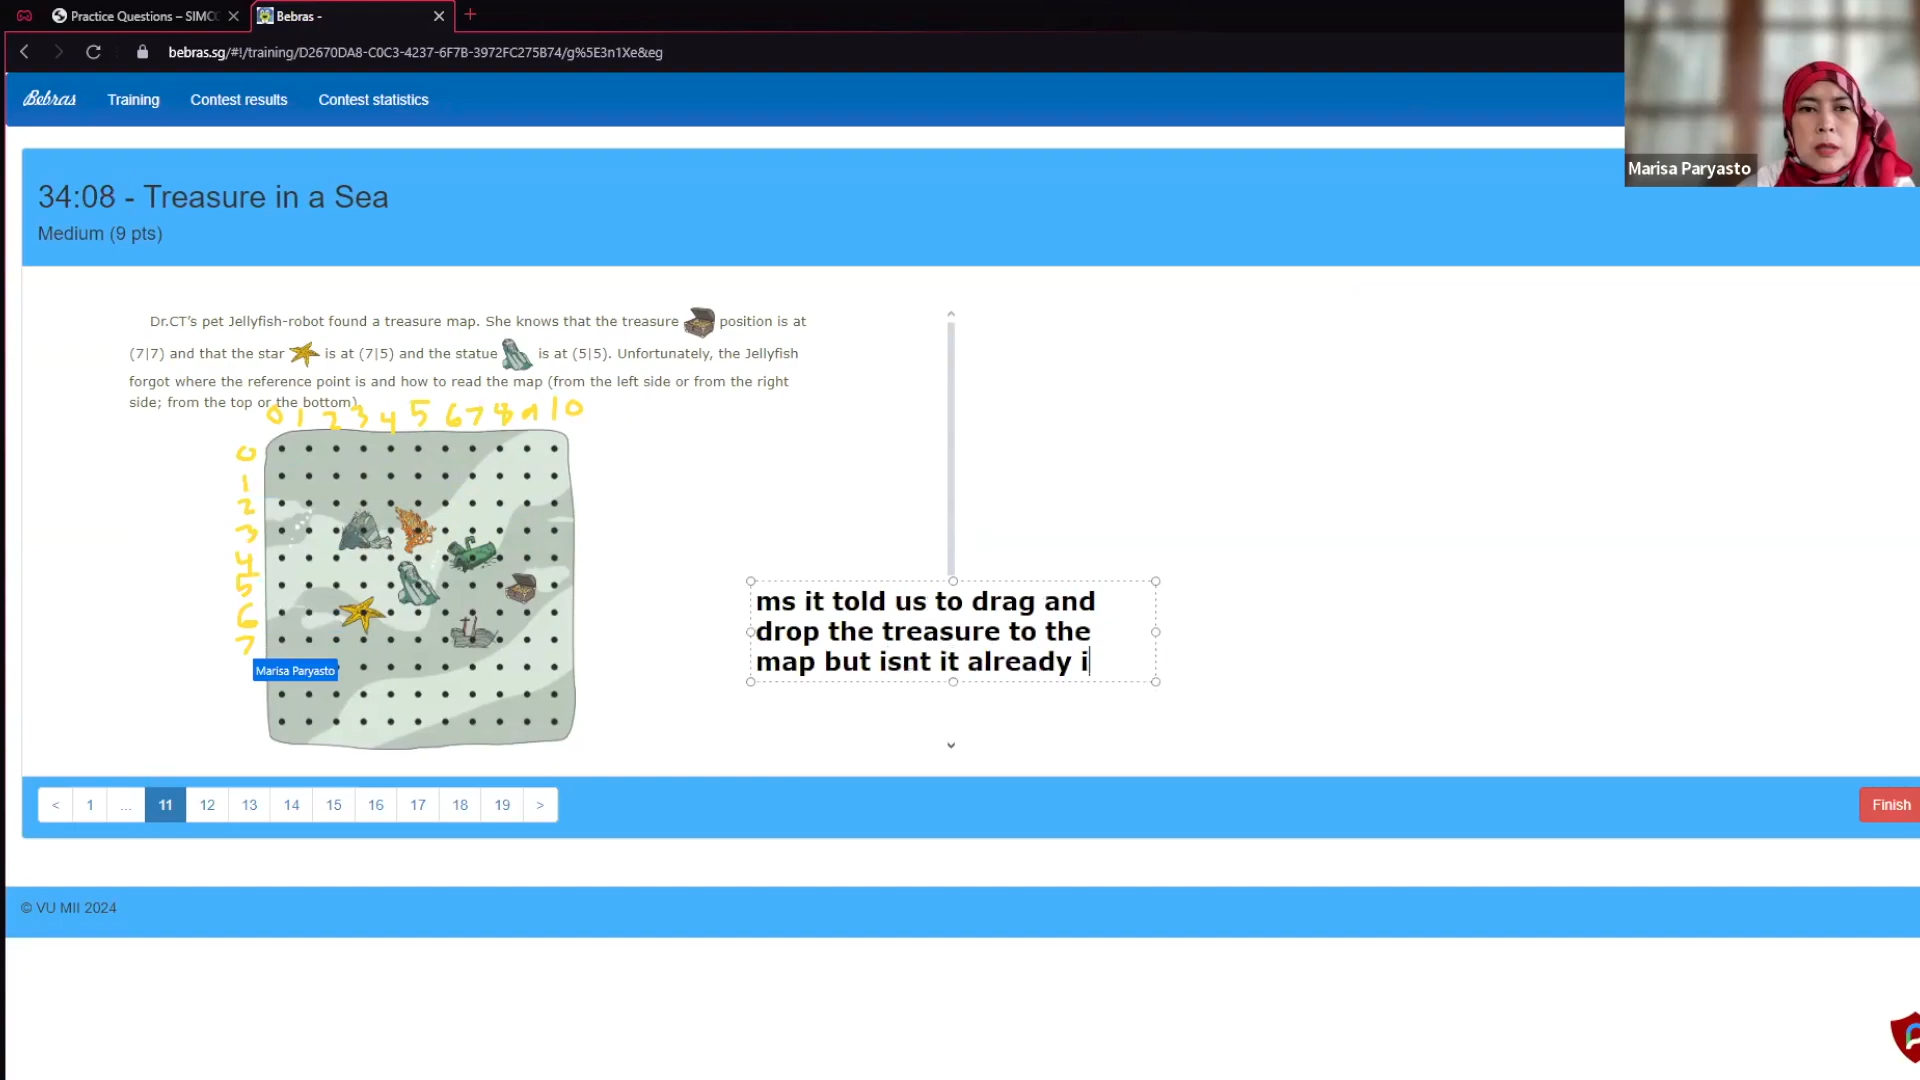 Practice Questions – SIMCC
Bebras -
bebras.sg/#!/training/D2670DA8-C0C3-4237-6F7B-3972FC275B74/g%5E3n1Xe&eg
Bebras Training Contest results Contest statistics
Marisa Paryasto
34:08 - Treasure in a Sea
Medium (9 pts)
Dr.CT’s pet Jellyfish-robot found a treasure map. She knows that the treasure position is at
(7|7) and that the star is at (7|5) and the statue is at (5|5). Unfortunately, the Jellyfish
forgot where the reference point is and how to read the map (from the left side or from the right
side; from the top or the bottom)
0 1 2 3 4 5 6 7 8 9 10
0
1
2
3
4
5
6
7
Marisa Paryasto
ms it told us to drag and
drop the treasure to the
map but isnt it already i
< 1 ... 11 12 13 14 15 16 17 18 19 >
Finish
© VU MII 2024